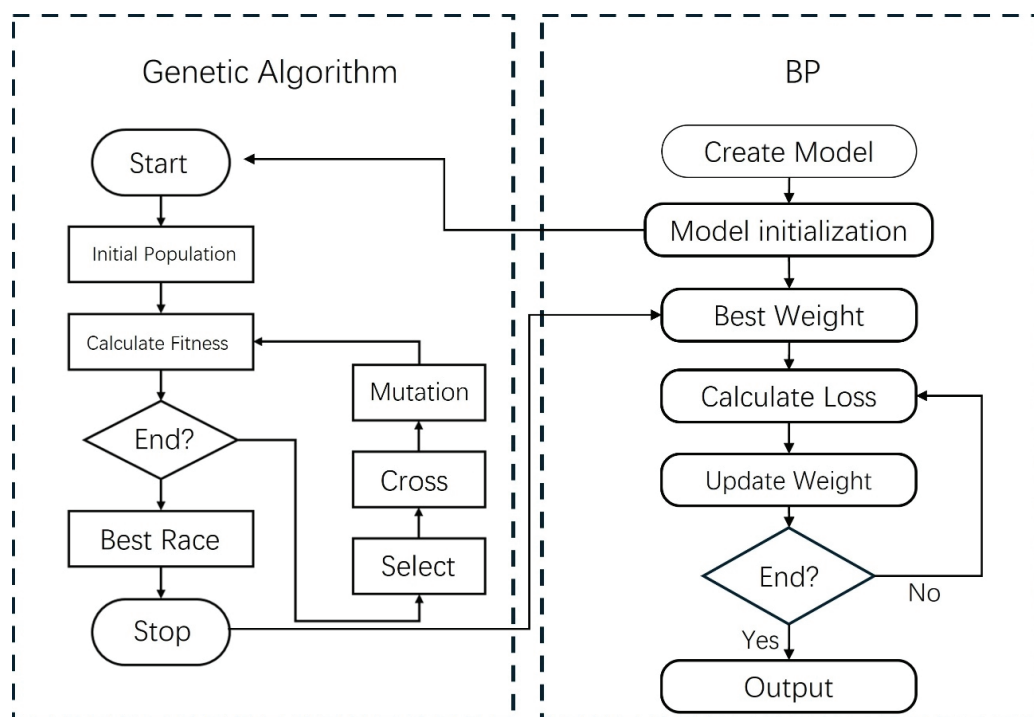 Genetic Algorithm
Start
Initial Population
Calculate Fitness
End?
Best Race
Stop
Mutation
Cross
Select
BP
Create Model
Model initialization
Best Weight
Calculate Loss
Update Weight
End?
No
Yes
Output